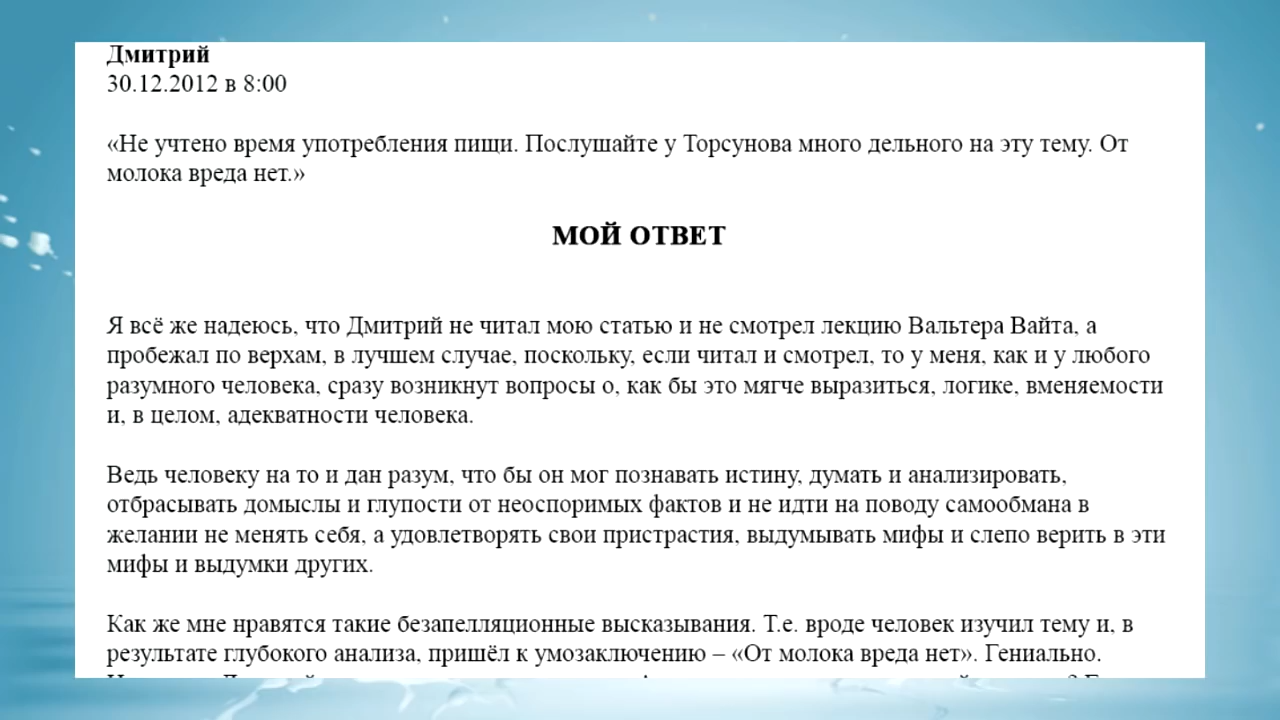 Дмитрий
30.12.2012 в 8:00
«Не учтено время употребления пищи. Послушайте у Торсунова много дельного на эту тему. От
молока вреда нет.»
МОЙ ОТВЕТ
Я всё же надеюсь, что Дмитрий не читал мою статью и не смотрел лекцию Вальтера Вайта, а
пробежал по верхам, в лучшем случае, поскольку, если читал и смотрел, то у меня, как и у любого
разумного человека, сразу возникнут вопросы о, как бы это мягче выразиться, логике, вменяемости
и, в целом, адекватности человека.
Ведь человеку на то и дан разум, что бы он мог познавать истину, думать и анализировать,
отбрасывать домыслы и глупости от неоспоримых фактов и не идти на поводу самообмана в
желании не менять себя, а удовлетворять свои пристрастия, выдумывать мифы и слепо верить в эти
мифы и выдумки других.
Как же мне нравятся такие безапелляционные высказывания. Т.е. вроде человек изучил тему и, в
результате глубокого анализа, пришёл к умозаключению – «От молока вреда нет». Гениально.